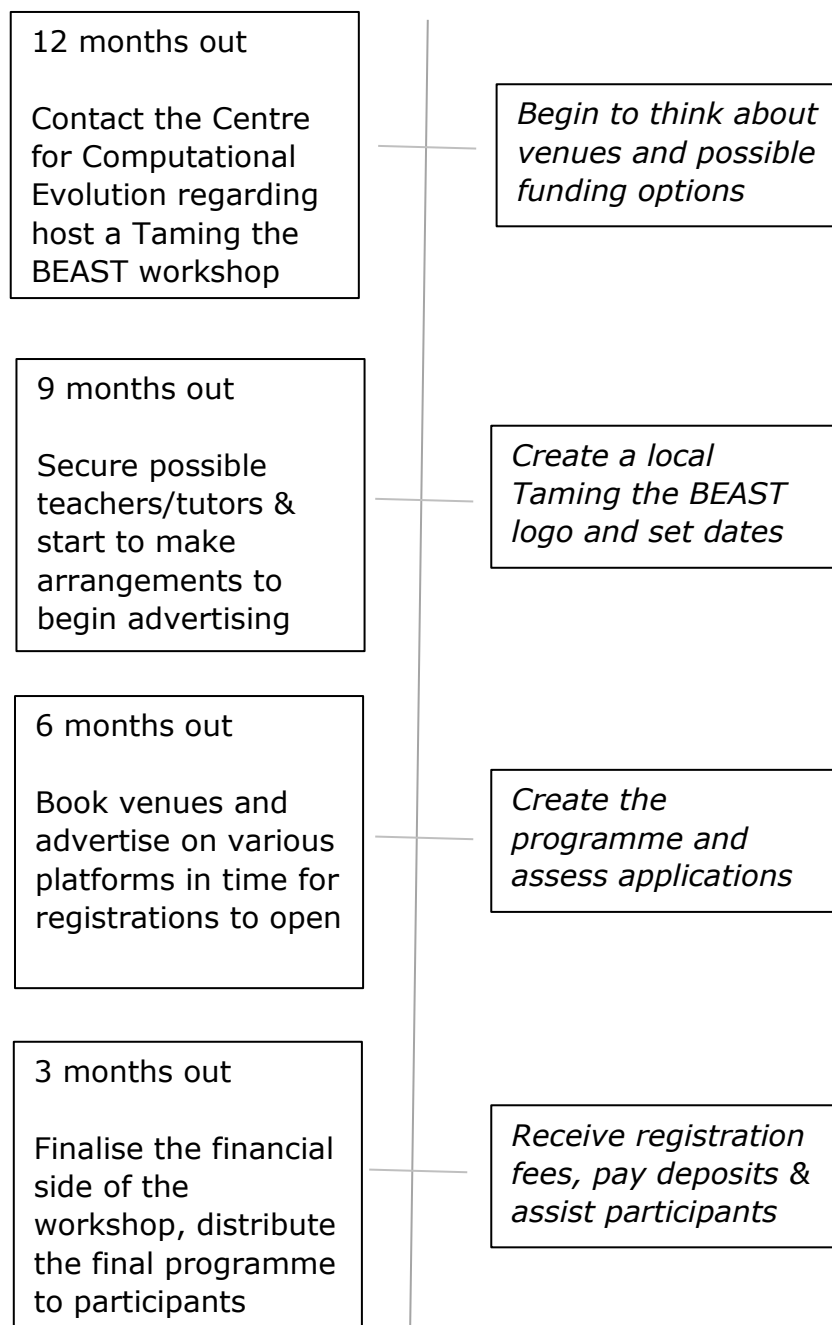 12 months out
Contact the Centre
for Computational
Evolution regarding
host a Taming the
BEAST workshop
Begin to think about
venues and possible
funding options
9 months out
Secure possible
teachers/tutors &
start to make
arrangements to
begin advertising
Create a local
Taming the BEAST
logo and set dates
6 months out
Book venues and
advertise on various
platforms in time for
registrations to open
Create the
programme and
assess applications
3 months out
Finalise the financial
side of the
workshop, distribute
the final programme
to participants
Receive registration
fees, pay deposits &
assist participants